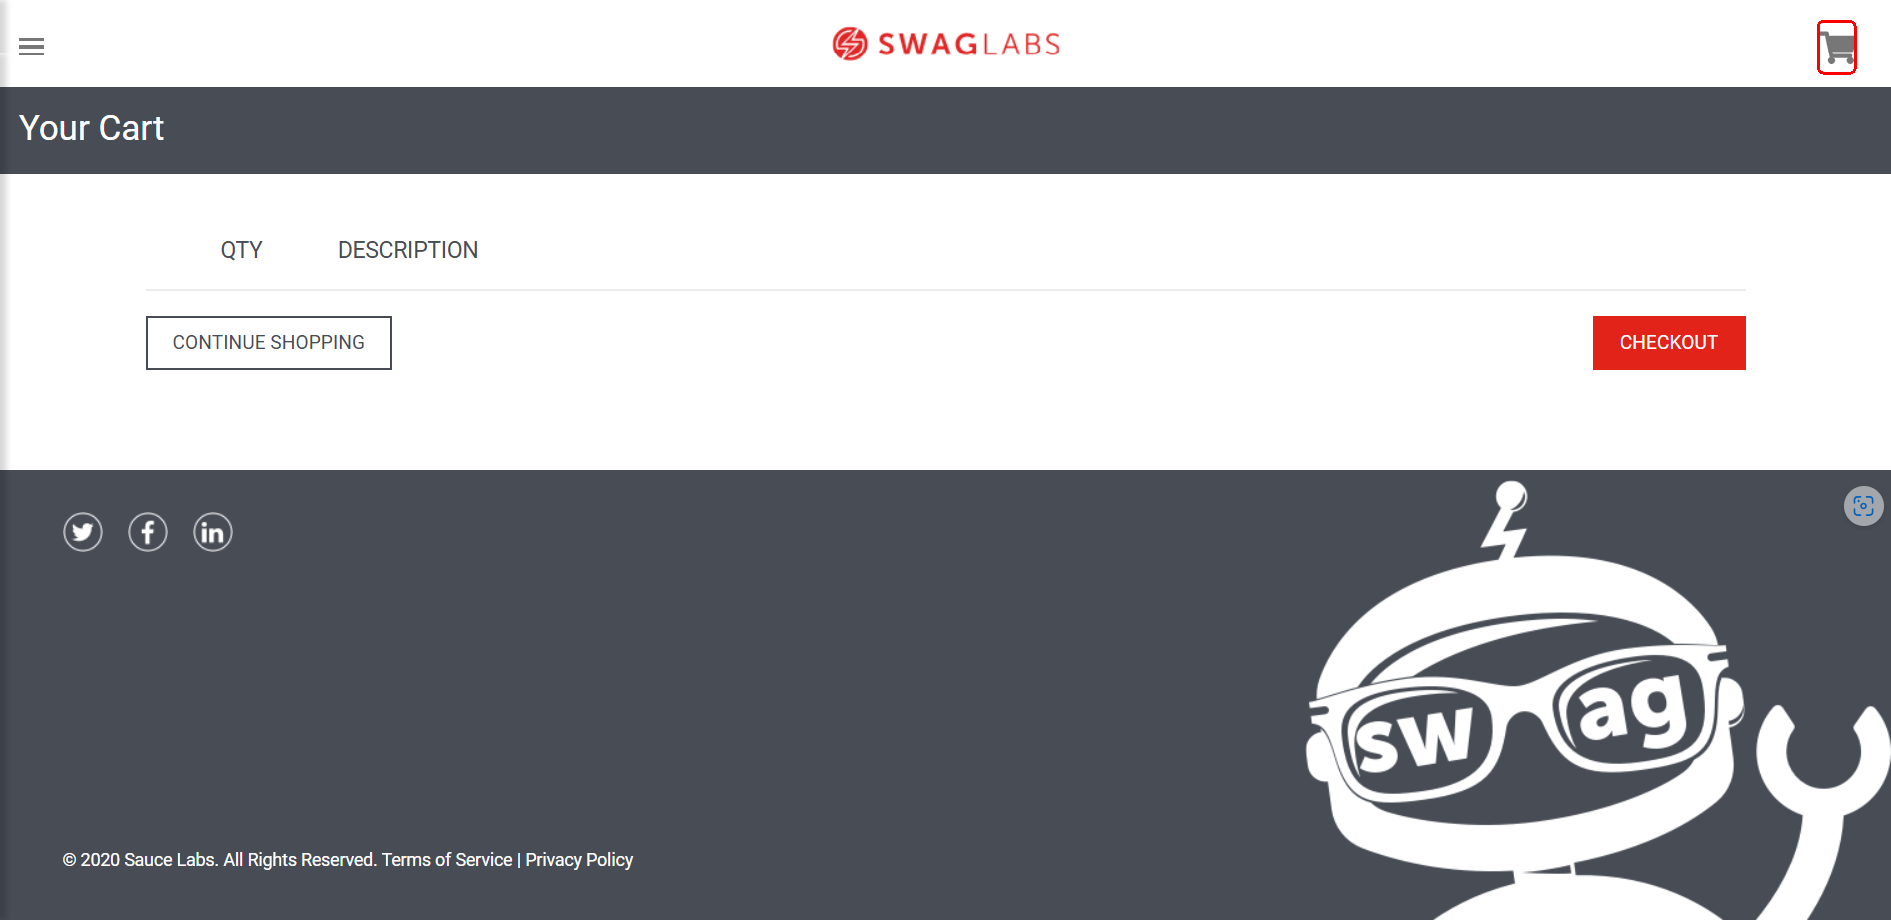 SWAGLABS
Your Cart
QTY DESCRIPTION
CONTINUE SHOPPING CHECKOUT
sw ag
© 2020 Sauce Labs. All Rights Reserved. Terms of Service | Privacy Policy